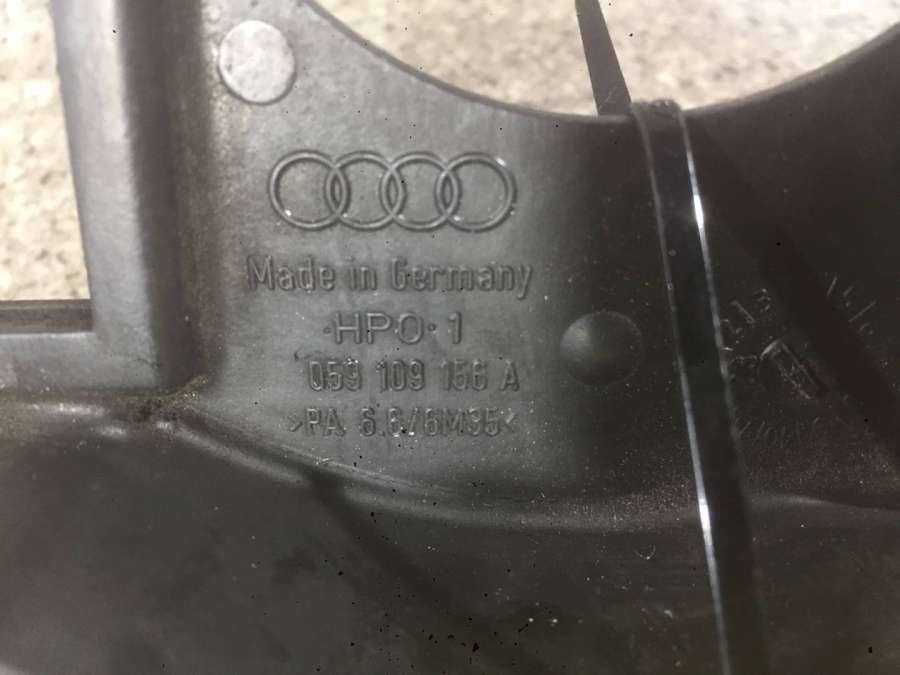 Made in Germany
·HPO·1
059 109 156 A
>PA 6.6/6M35<